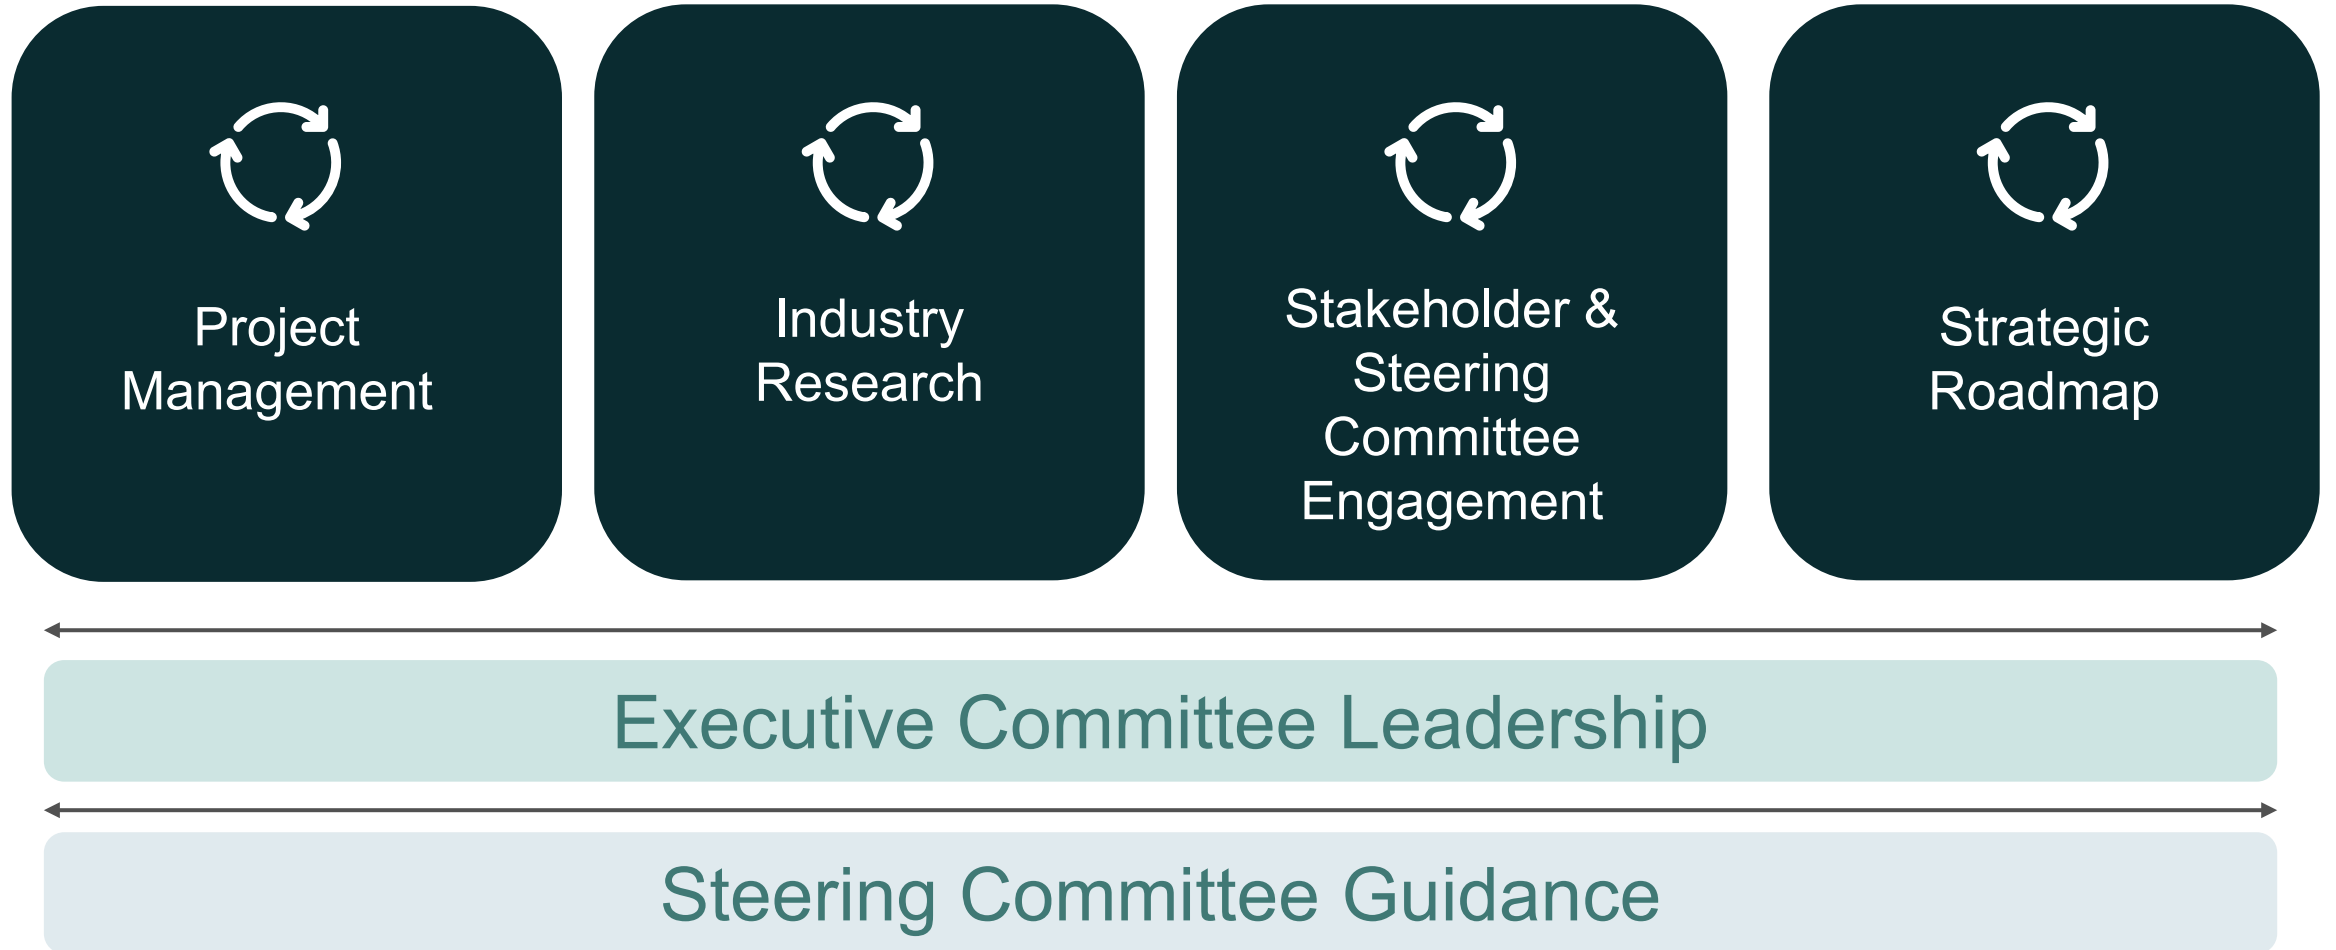 Project
Management
Industry
Research
Stakeholder &
Steering
Committee
Engagement
Strategic
Roadmap
Executive Committee Leadership
Steering Committee Guidance